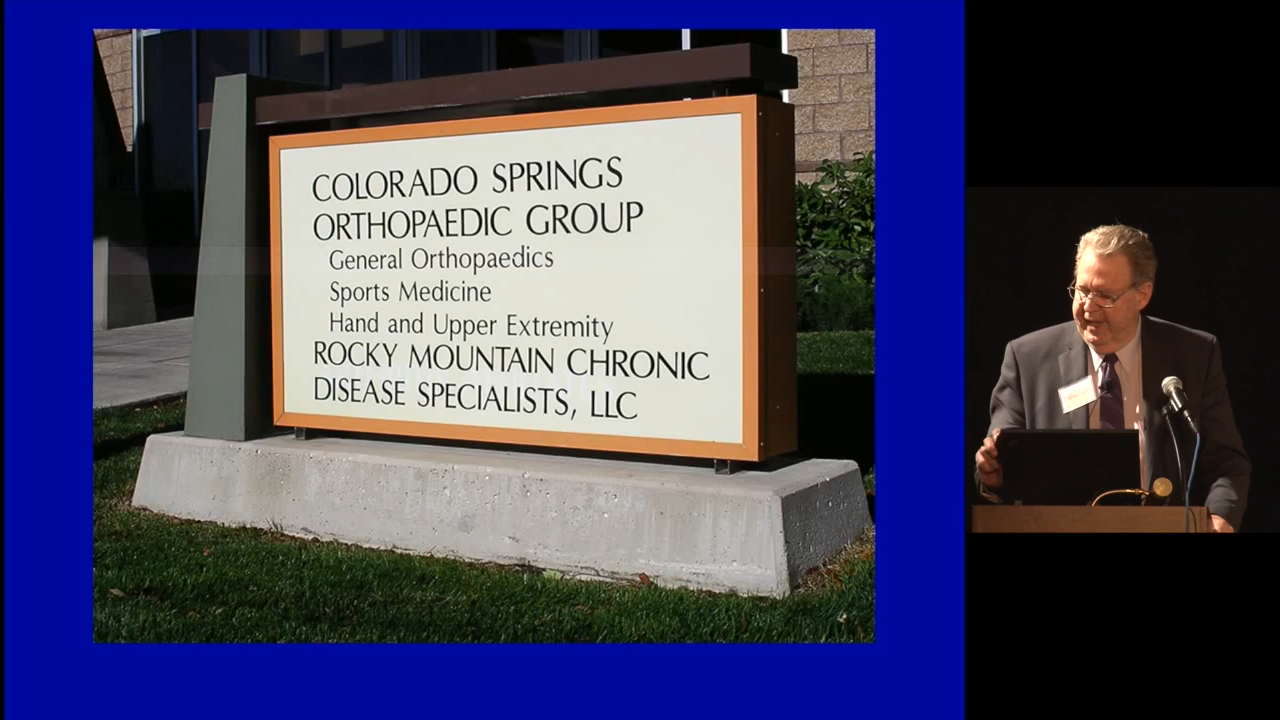 COLORADO SPRINGS
ORTHOPAEDIC GROUP
General Orthopaedics
Sports Medicine
Hand and Upper Extremity
ROCKY MOUNTAIN CHRONIC
DISEASE SPECIALISTS, LLC